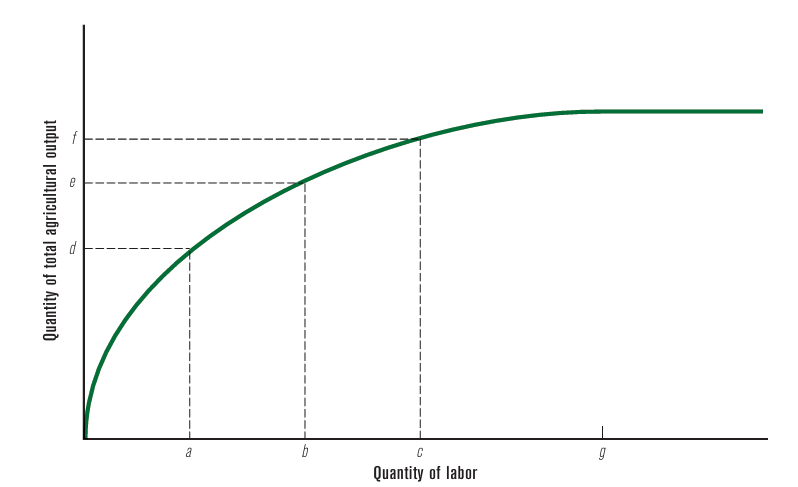 Quantity of total agricultural output
f
e
d
a b c g
Quantity of labor